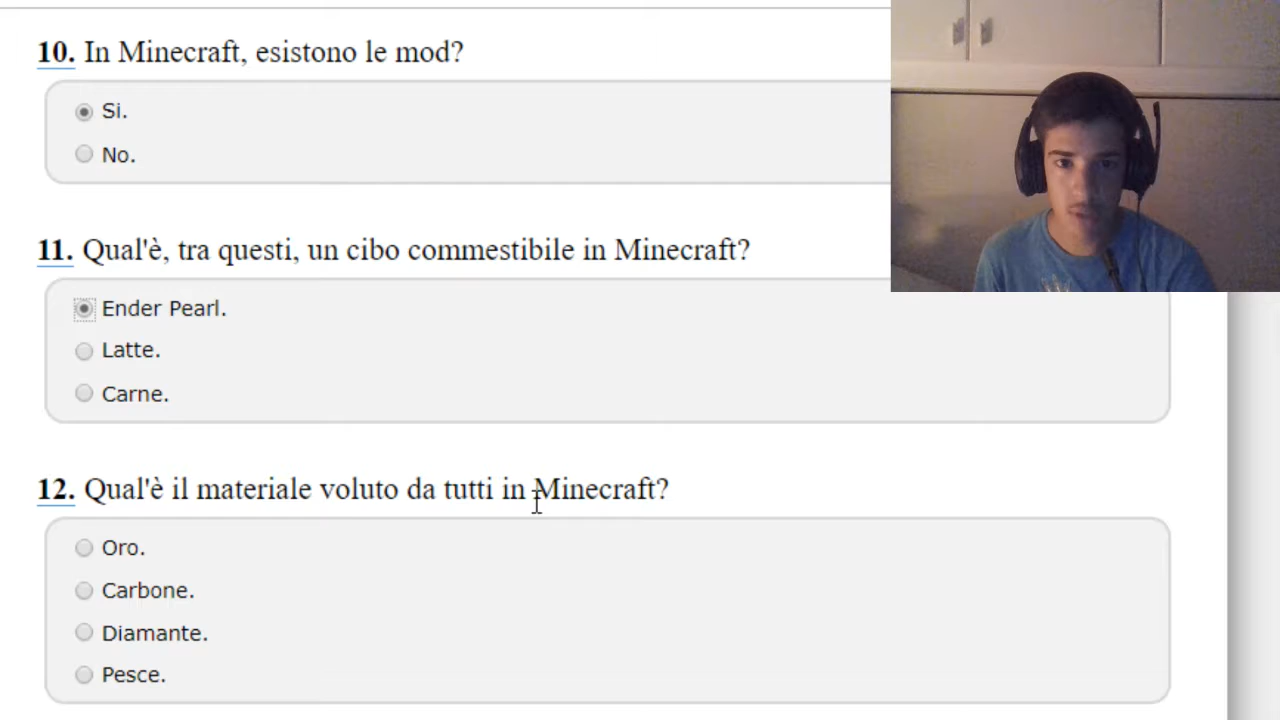 10. In Minecraft, esistono le mod?
Si.
No.
11. Qual'è, tra questi, un cibo commestibile in Minecraft?
Ender Pearl.
Latte.
Carne.
12. Qual'è il materiale voluto da tutti in Minecraft?
Oro.
Carbone.
Diamante.
Pesce.